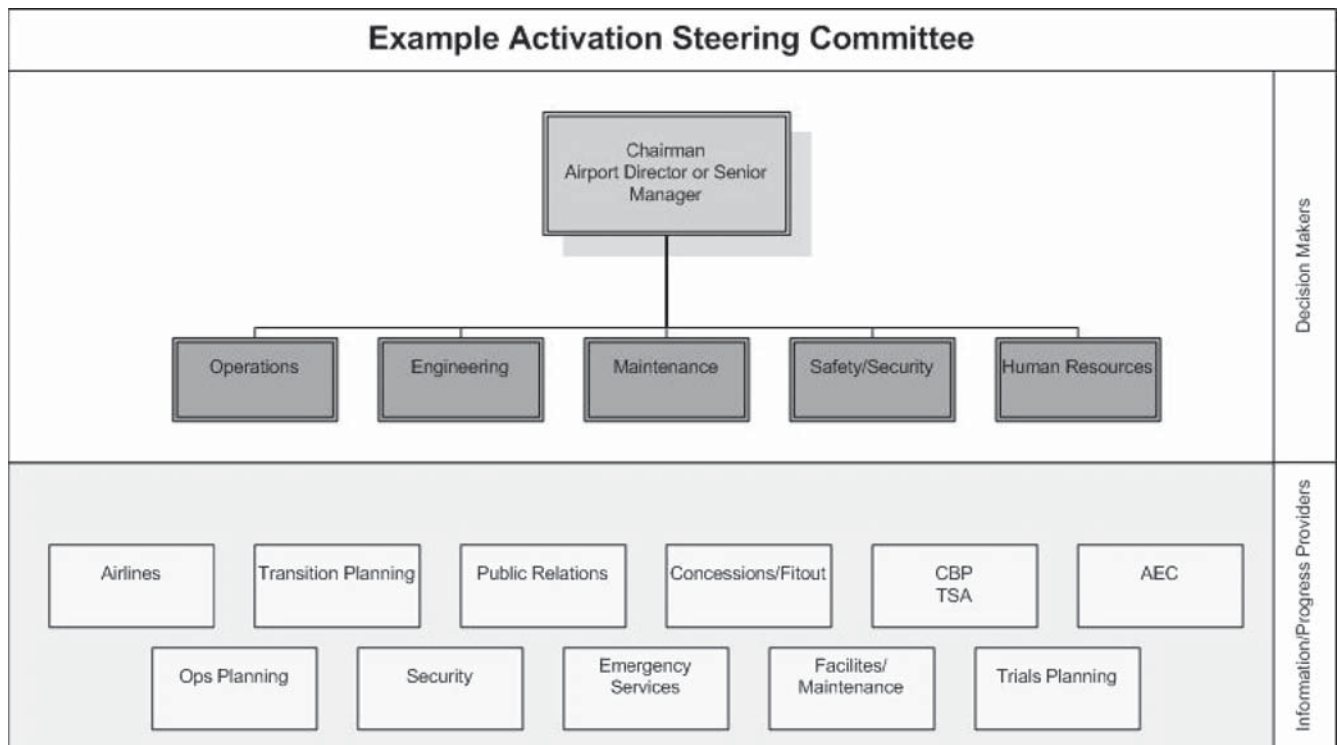 Example Activation Steering Committee
Chairman
Airport Director or Senior
Manager
Decision Makers
Operations
Engineering
Maintenance
Safety/Security
Human Resources
Information/Progress Providers
Airlines
Transition Planning
Public Relations
Concessions/Fitout
CBP
TSA
AEC
Ops Planning
Security
Emergency
Services
Facilites/
Maintenance
Trials Planning